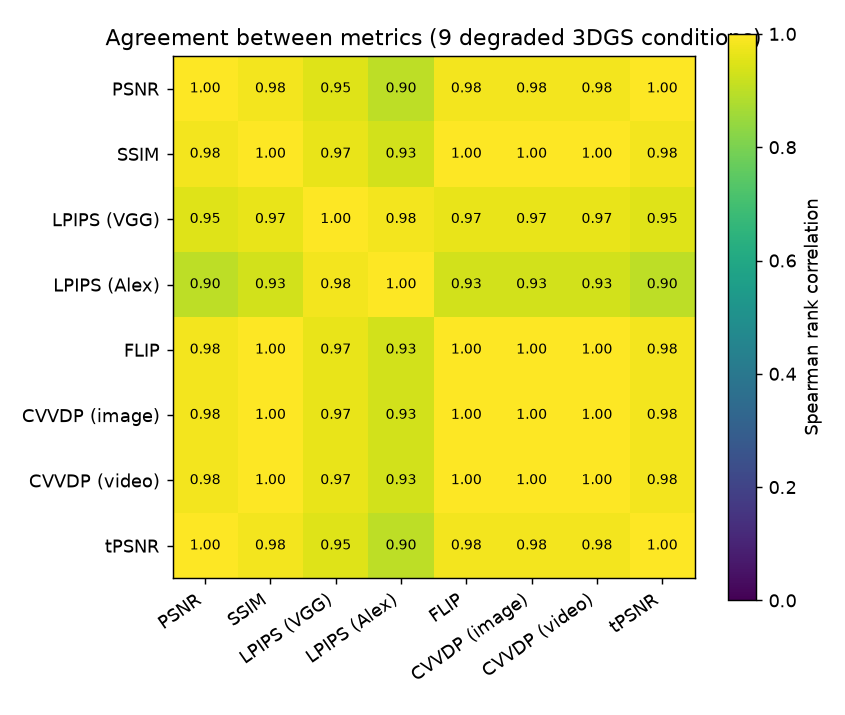 Agreement between metrics (9 degraded 3DGS conditions)
PSNR 1.00 0.98 0.95 0.90 0.98 0.98 0.98 1.00
SSIM 0.98 1.00 0.97 0.93 1.00 1.00 1.00 0.98
LPIPS (VGG) 0.95 0.97 1.00 0.98 0.97 0.97 0.97 0.95
LPIPS (Alex) 0.90 0.93 0.98 1.00 0.93 0.93 0.93 0.90
FLIP 0.98 1.00 0.97 0.93 1.00 1.00 1.00 0.98
CVVDP (image) 0.98 1.00 0.97 0.93 1.00 1.00 1.00 0.98
CVVDP (video) 0.98 1.00 0.97 0.93 1.00 1.00 1.00 0.98
tPSNR 1.00 0.98 0.95 0.90 0.98 0.98 0.98 1.00
PSNR
SSIM
LPIPS (VGG)
LPIPS (Alex)
FLIP
CVVDP (image)
CVVDP (video)
tPSNR
1.0
0.8
0.6
0.4
0.2
0.0
Spearman rank correlation